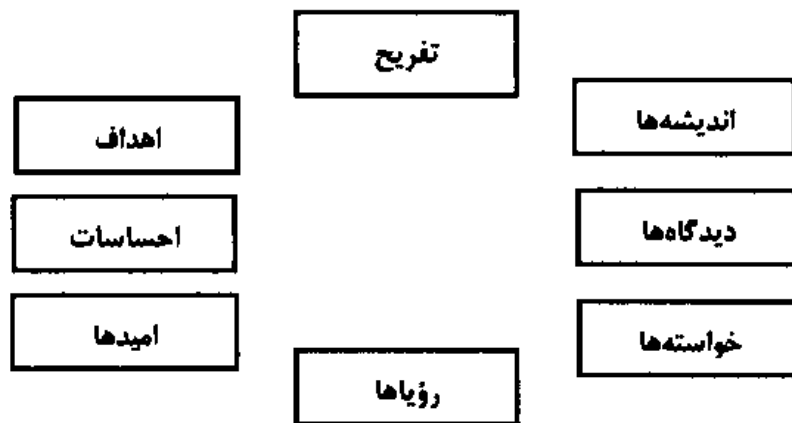 تفریح
اندیشه‌ها
اهداف
دیدگاه‌ها
احساسات
خواسته‌ها
امیدها
رؤیاها